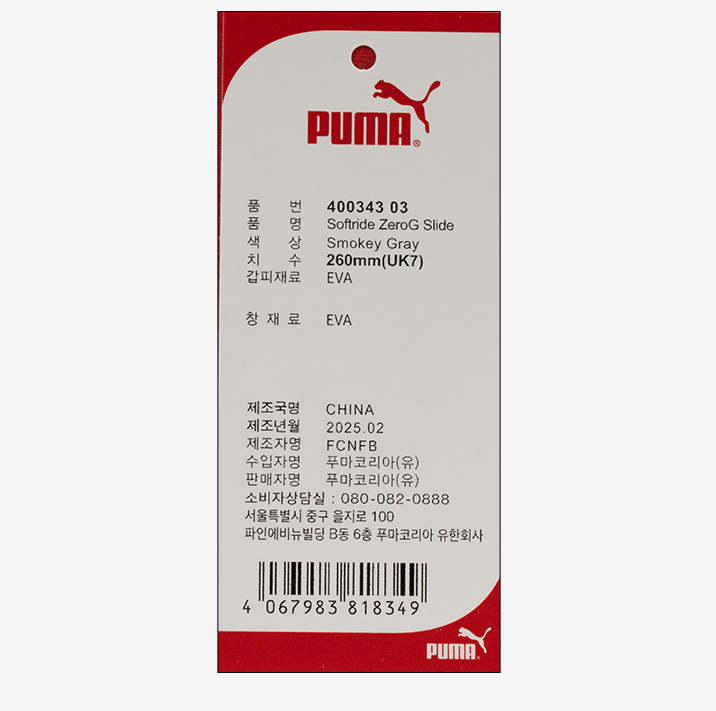 PUMA®
품 번 400343 03
품 명 Softride ZeroG Slide
색 상 Smokey Gray
치 수 260mm(UK7)
갑피재료 EVA
창 재 료 EVA
제조국명 CHINA
제조년월 2025.02
제조자명 FCNFB
수입자명 푸마코리아(유)
판매자명 푸마코리아(유)
소비자상담실 : 080-082-0888
서울특별시 중구 을지로 100
파인에비뉴빌딩 B동 6층 푸마코리아 유한회사
4 067983 818349
PUMA®